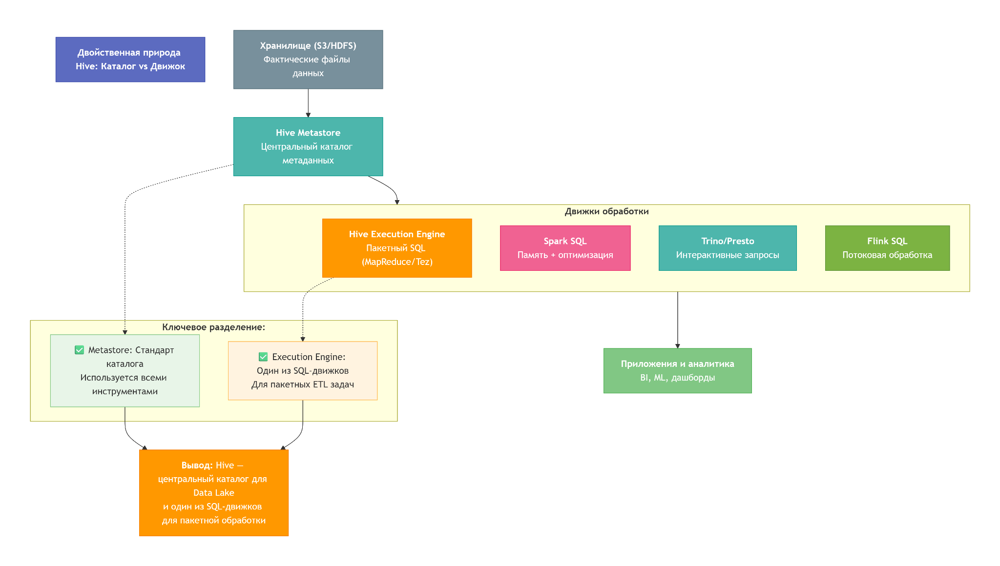 Двойственная природа
Hive: Каталог vs Движок
Хранилище (S3/HDFS)
Фактические файлы
данных
Hive Metastore
Центральный каталог
метаданных
Движки обработки
Hive Execution Engine
Пакетный SQL
(MapReduce/Tez)
Spark SQL
Память + оптимизация
Trino/Presto
Интерактивные запросы
Flink SQL
Потоковая обработка
Ключевое разделение:
✅ Metastore: Стандарт
каталога
Используется всеми
инструментами
✅ Execution Engine:
Один из SQL-движков
Для пакетных ETL задач
Приложения и аналитика
BI, ML, дашборды
Вывод: Hive —
центральный каталог для
Data Lake
и один из SQL-движков
для пакетной обработки